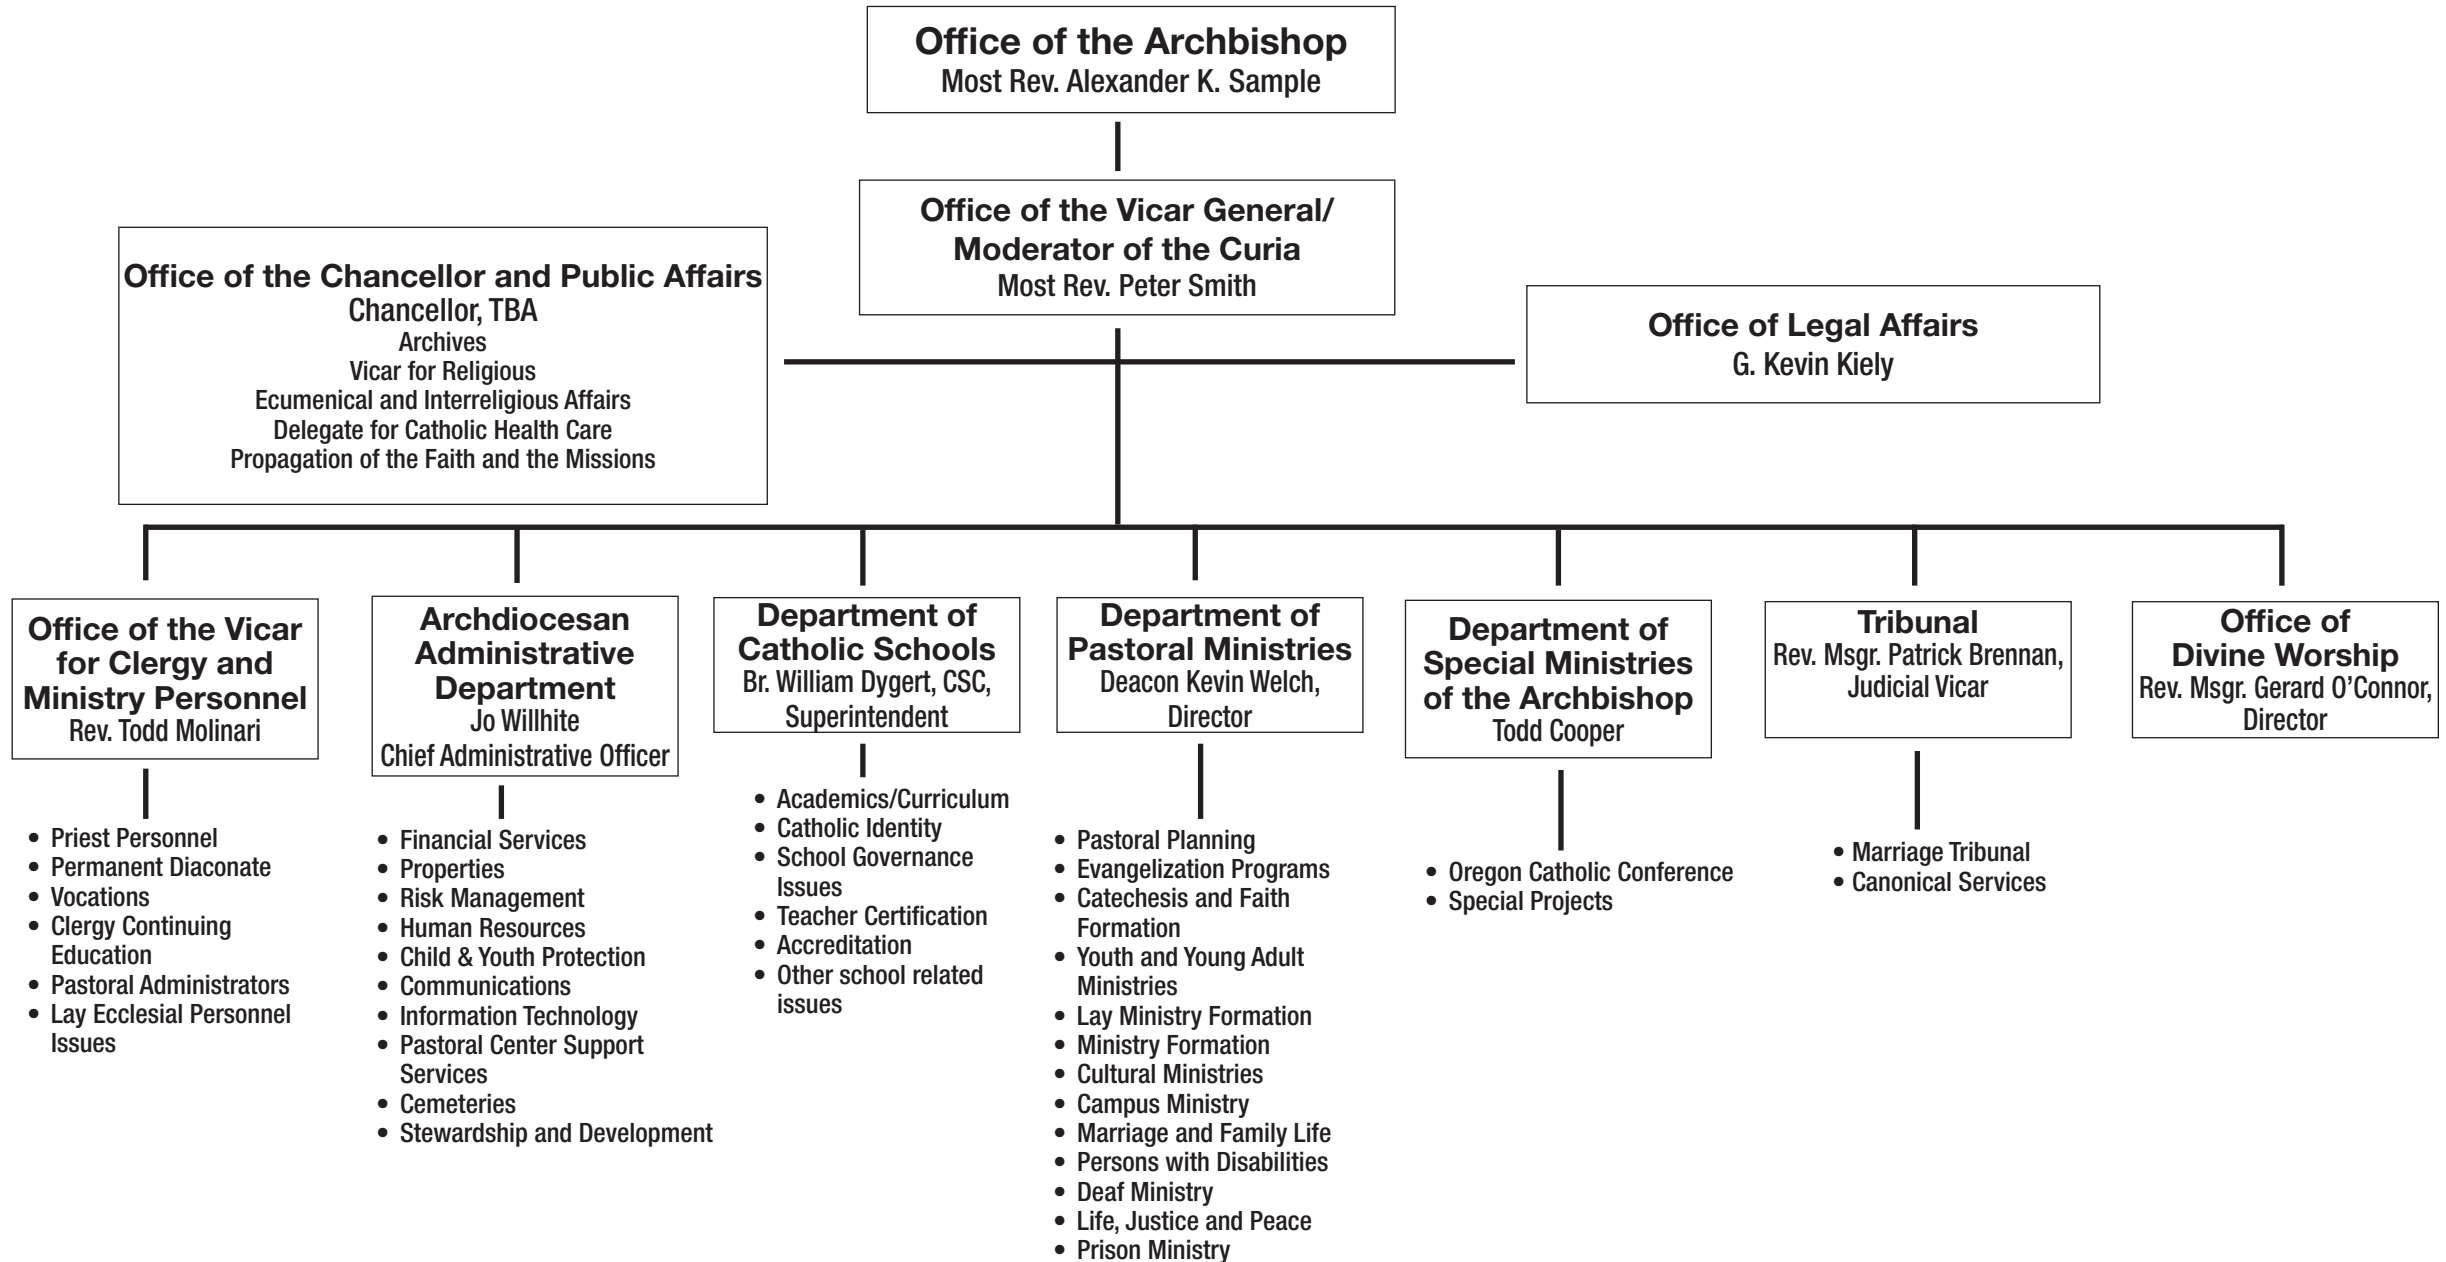 Office of the Archbishop
Most Rev. Alexander K. Sample
Office of the Vicar General/
Moderator of the Curia
Most Rev. Peter Smith
Office of the Chancellor and Public Affairs
Chancellor, TBA
Archives
Vicar for Religious
Ecumenical and Interreligious Affairs
Delegate for Catholic Health Care
Propagation of the Faith and the Missions
Office of Legal Affairs
G. Kevin Kiely
Office of the Vicar
for Clergy and
Ministry Personnel
Rev. Todd Molinari
• Priest Personnel
• Permanent Diaconate
• Vocations
• Clergy Continuing
Education
• Pastoral Administrators
• Lay Ecclesial Personnel
Issues
Archdiocesan
Administrative
Department
Jo Willhite
Chief Administrative Officer
• Financial Services
• Properties
• Risk Management
• Human Resources
• Child & Youth Protection
• Communications
• Information Technology
• Pastoral Center Support
Services
• Cemeteries
• Stewardship and Development
Department of
Catholic Schools
Br. William Dygert, CSC,
Superintendent
• Academics/Curriculum
• Catholic Identity
• School Governance
Issues
• Teacher Certification
• Accreditation
• Other school related
issues
Department of
Pastoral Ministries
Deacon Kevin Welch,
Director
• Pastoral Planning
• Evangelization Programs
• Catechesis and Faith
Formation
• Youth and Young Adult
Ministries
• Lay Ministry Formation
• Ministry Formation
• Cultural Ministries
• Campus Ministry
• Marriage and Family Life
• Persons with Disabilities
• Deaf Ministry
• Life, Justice and Peace
• Prison Ministry
Department of
Special Ministries
of the Archbishop
Todd Cooper
• Oregon Catholic Conference
• Special Projects
Tribunal
Rev. Msgr. Patrick Brennan,
Judicial Vicar
• Marriage Tribunal
• Canonical Services
Office of
Divine Worship
Rev. Msgr. Gerard O’Connor,
Director